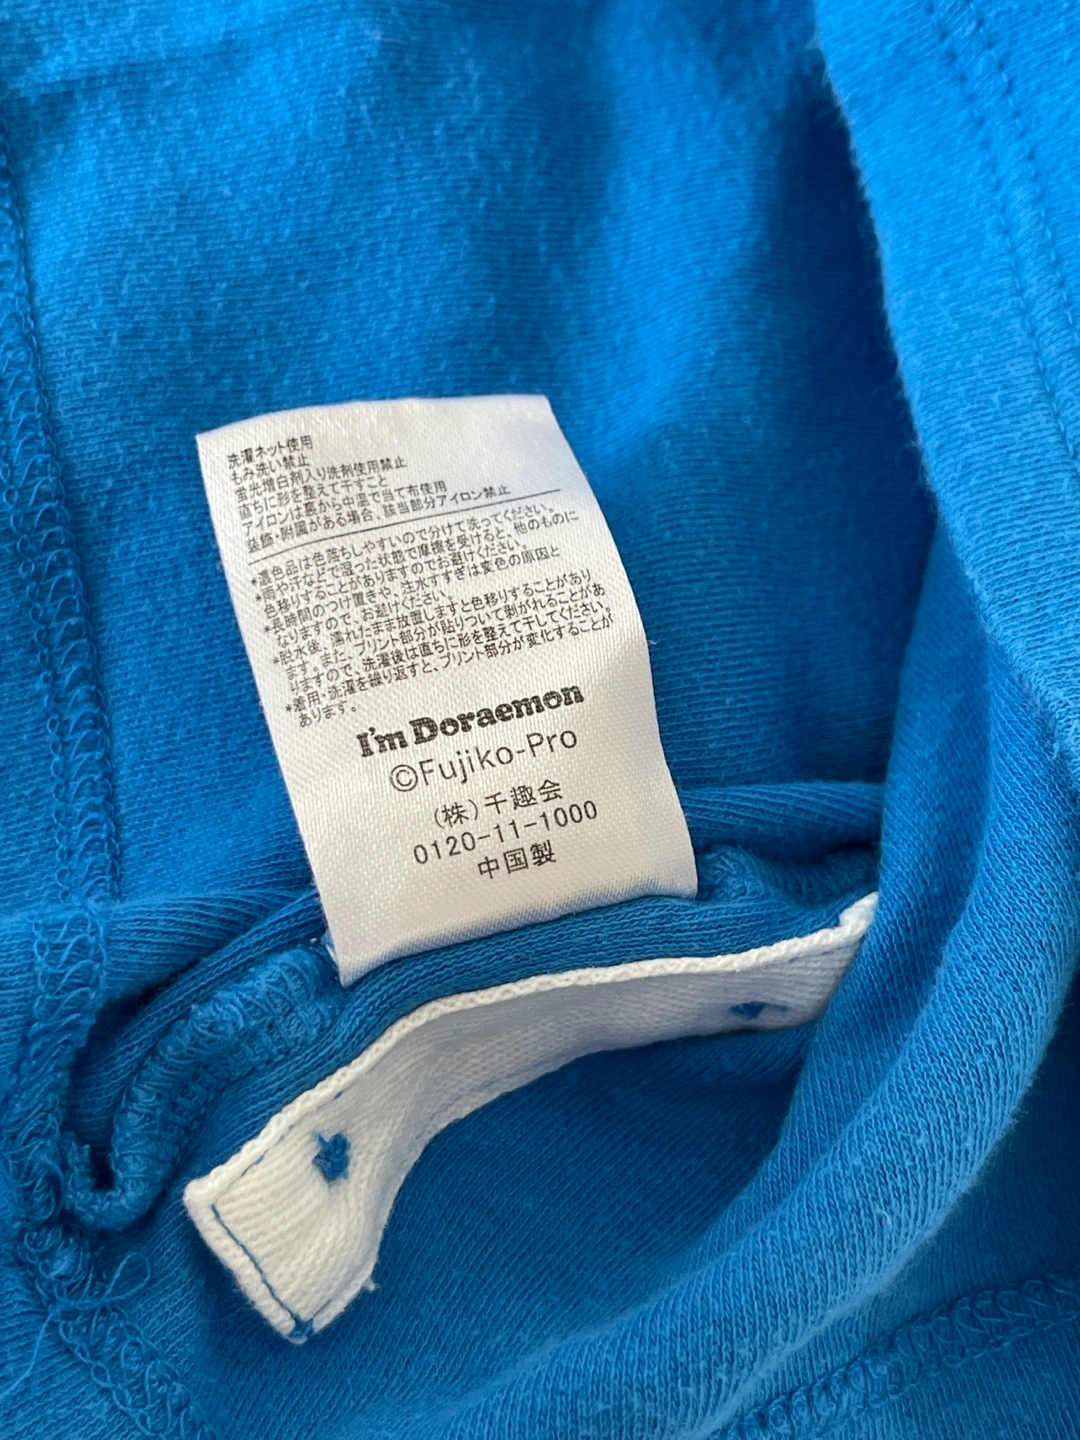 洗濯ネット使用
もみ洗い禁止
蛍光増白剤入り洗剤使用禁止
直ちに形を整えて干すこと
アイロンは裏から中温で当て布使用
装飾・附属がある場合、該当部分アイロン禁止
*濃色品は色落ちしやすいので分けて洗ってください。
*雨や汗などで湿った状態で摩擦を受けると、他のものに
色移りすることがありますのでお避けください。
*長時間のつけ置きや、注水すすぎは変色の原因と
なりますので、お避けください。
*脱水後、濡れたまま放置しますと色移りすることがあり
ます。また、プリント部分が貼りついて剥がれることがあ
りますので、洗濯後は直ちに形を整えて干してください。
*着用・洗濯を繰り返すと、プリント部分が変化することが
あります。
I'm Doraemon
©Fujiko-Pro
(株)千趣会
0120-11-1000
中国製